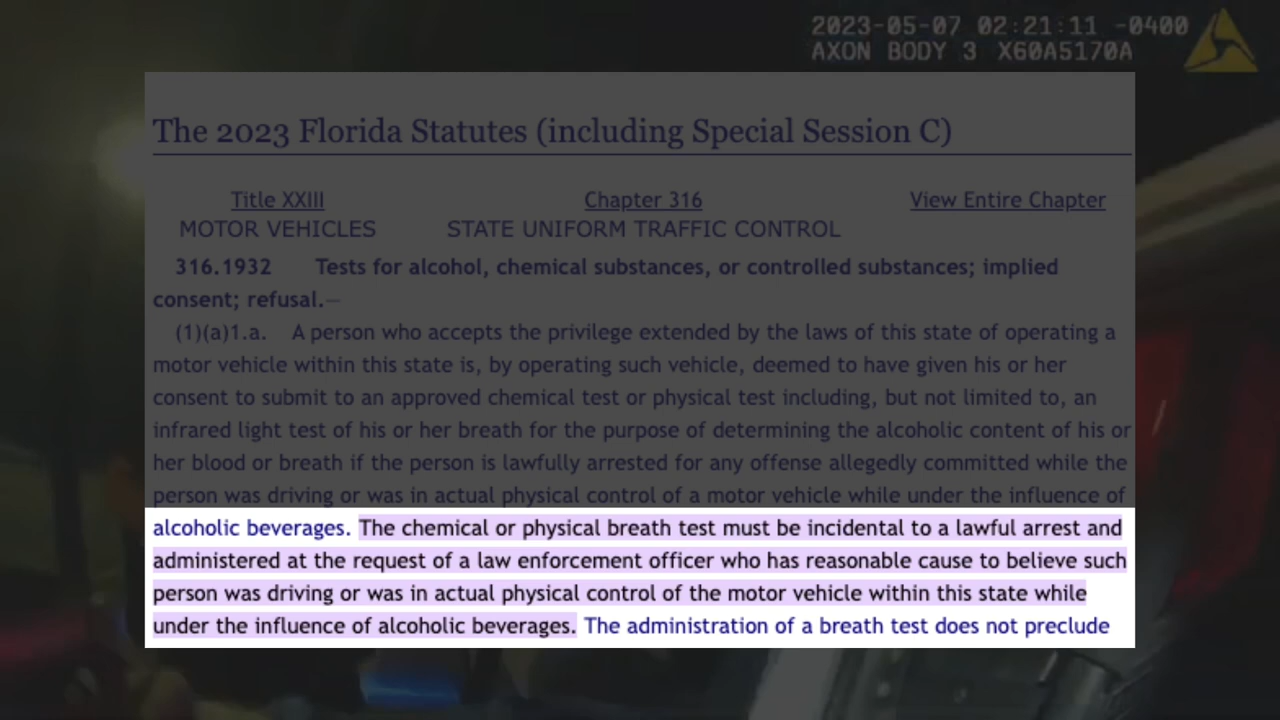 2023-05-07 02:21:11 -0400
AXON BODY 3 X60A5170A
The 2023 Florida Statutes (including Special Session C)
Title XXIII Chapter 316 View Entire Chapter
MOTOR VEHICLES STATE UNIFORM TRAFFIC CONTROL
316.1932 Tests for alcohol, chemical substances, or controlled substances; implied
consent; refusal.—
(1)(a)1.a. A person who accepts the privilege extended by the laws of this state of operating a
motor vehicle within this state is, by operating such vehicle, deemed to have given his or her
consent to submit to an approved chemical test or physical test including, but not limited to, an
infrared light test of his or her breath for the purpose of determining the alcoholic content of his or
her blood or breath if the person is lawfully arrested for any offense allegedly committed while the
person was driving or was in actual physical control of a motor vehicle while under the influence of
alcoholic beverages. The chemical or physical breath test must be incidental to a lawful arrest and
administered at the request of a law enforcement officer who has reasonable cause to believe such
person was driving or was in actual physical control of the motor vehicle within this state while
under the influence of alcoholic beverages. The administration of a breath test does not preclude